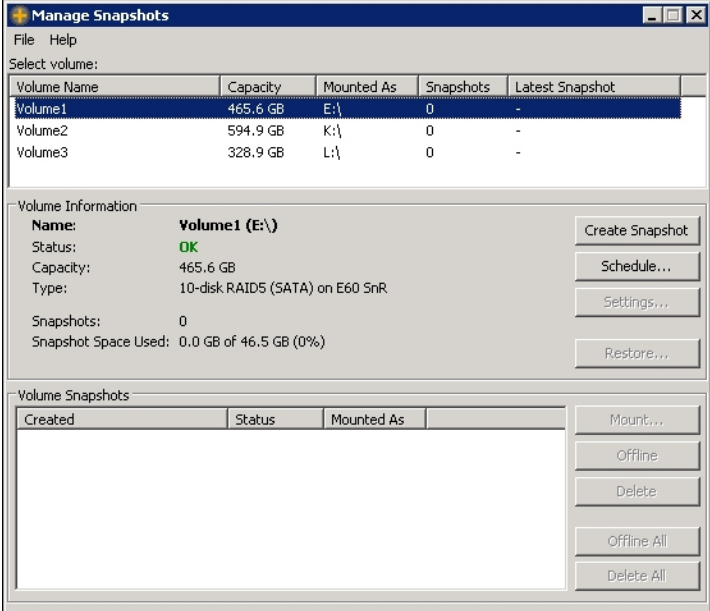 Manage Snapshots
File Help
Select volume:
Volume Name Capacity Mounted As Snapshots Latest Snapshot
Volume1 465.6 GB E:\ 0 -
Volume2 594.9 GB K:\ 0 -
Volume3 328.9 GB L:\ 0 -
Volume Information
Name: Volume1 (E:\)
Status: OK
Capacity: 465.6 GB
Type: 10-disk RAID5 (SATA) on E60 SnR
Snapshots: 0
Snapshot Space Used: 0.0 GB of 46.5 GB (0%)
Create Snapshot
Schedule...
Settings...
Restore...
Volume Snapshots
Created Status Mounted As
Mount...
Offline
Delete
Offline All
Delete All